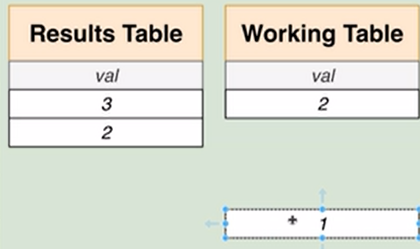 Results Table
val
3
2
Working Table
val
2
1